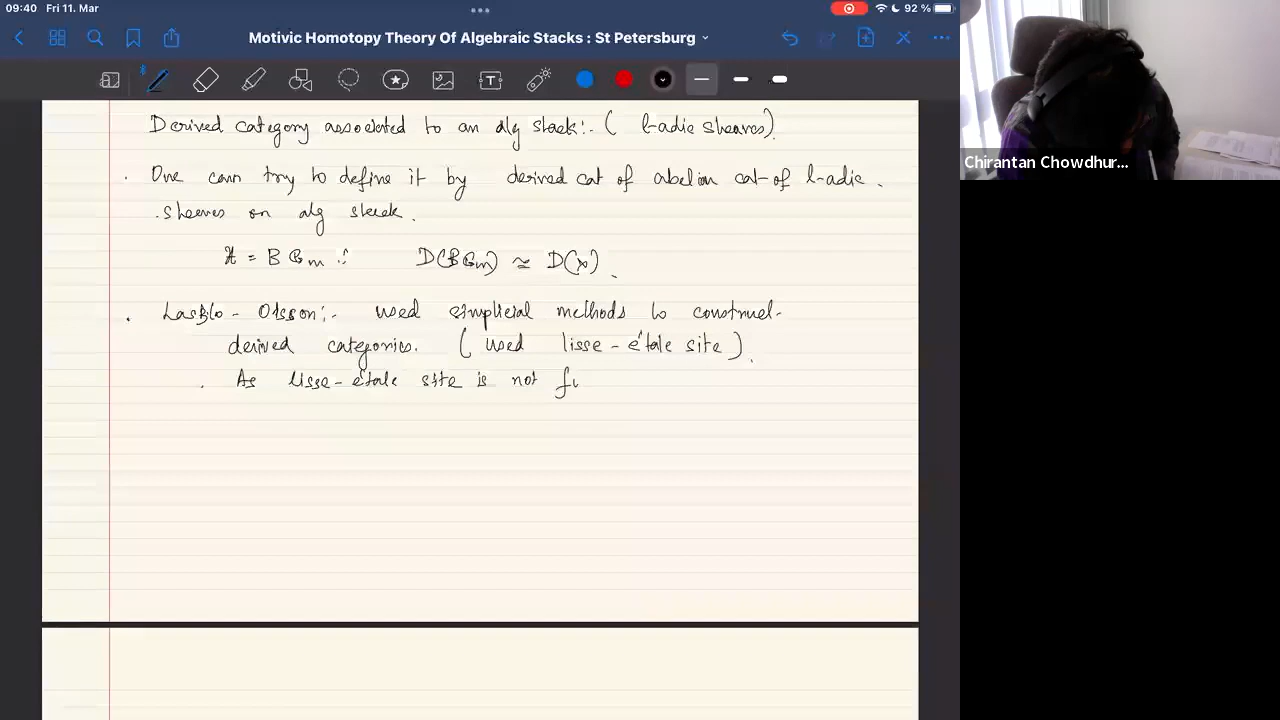 09:40 Fri 11. Mar
92 %
Motivic Homotopy Theory Of Algebraic Stacks : St Petersburg
Derived category associated to an alg stack:- ( l-adic sheaves).
. One can try to define it by derived cat of abelian cat of l-adic.
sheaves on alg stack.
X = B Gm : D(BGm) ≃ D(*).
. Laszlo - Olsson:- used simplicial methods to construct
derived categories. ( used lisse-étale site ).
. As lisse-étale site is not fu
Chirantan Chowdhur...